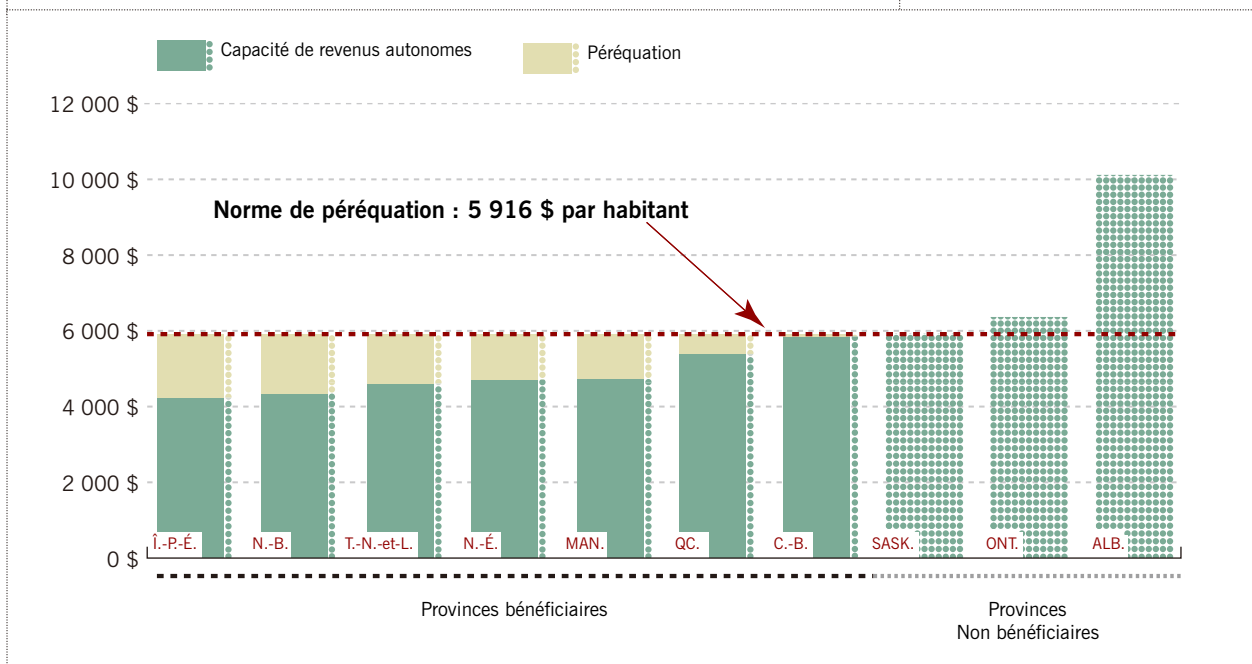 Capacité de revenus autonomes
Péréquation
12 000 $
10 000 $
Norme de péréquation : 5 916 $ par habitant
8 000 $
6 000 $
4 000 $
2 000 $
0 $
Î.-P.-É.
N.-B.
T.-N.-et-L.
N.-É.
MAN.
QC.
C.-B.
SASK.
ONT.
ALB.
Provinces bénéficiaires
Provinces
Non bénéficiaires